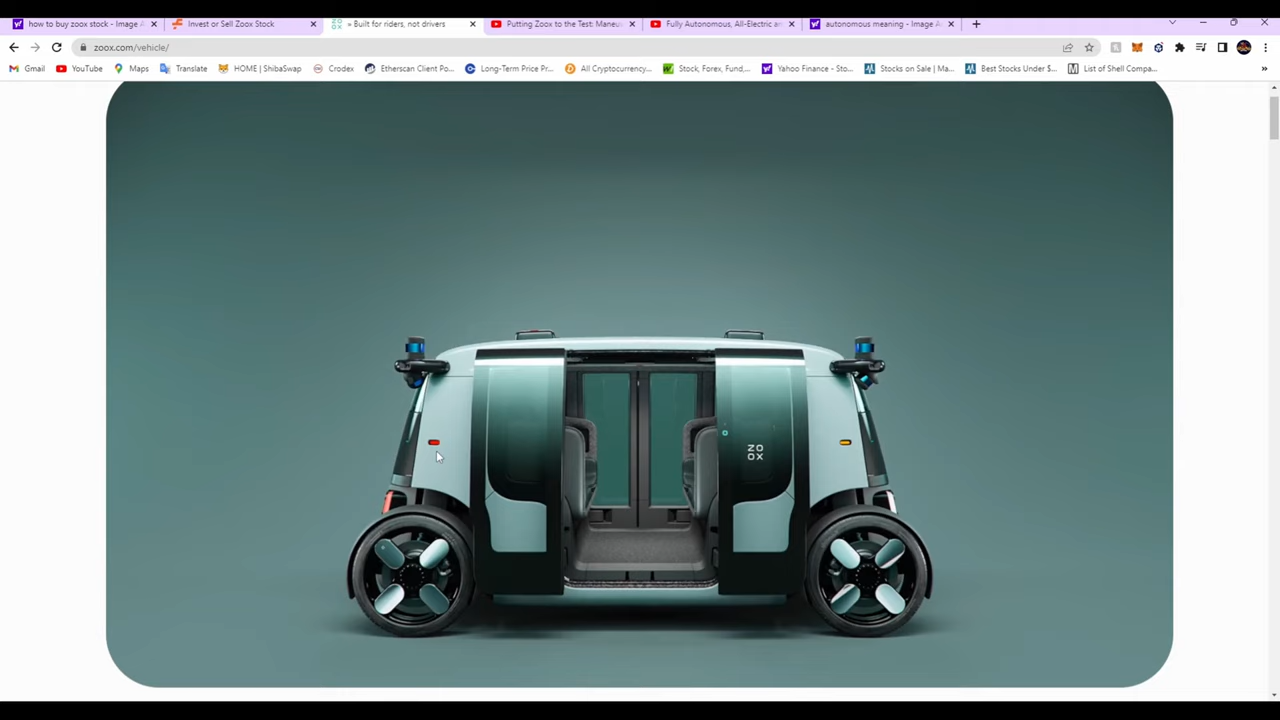 how to buy zoox stock - Image A
Invest or Sell Zoox Stock
» Built for riders, not drivers
Putting Zoox to the Test: Maneu
Fully Autonomous, All-Electric a
autonomous meaning - Image A
zoox.com/vehicle/
Gmail
YouTube
Maps
Translate
HOME | ShibaSwap
Crodex
Etherscan Client Po...
Long-Term Price Pr...
All Cryptocurrency...
Stock, Forex, Fund,...
Yahoo Finance - Sto...
Stocks on Sale | Ma...
Best Stocks Under $...
List of Shell Compa...
ZO
OX